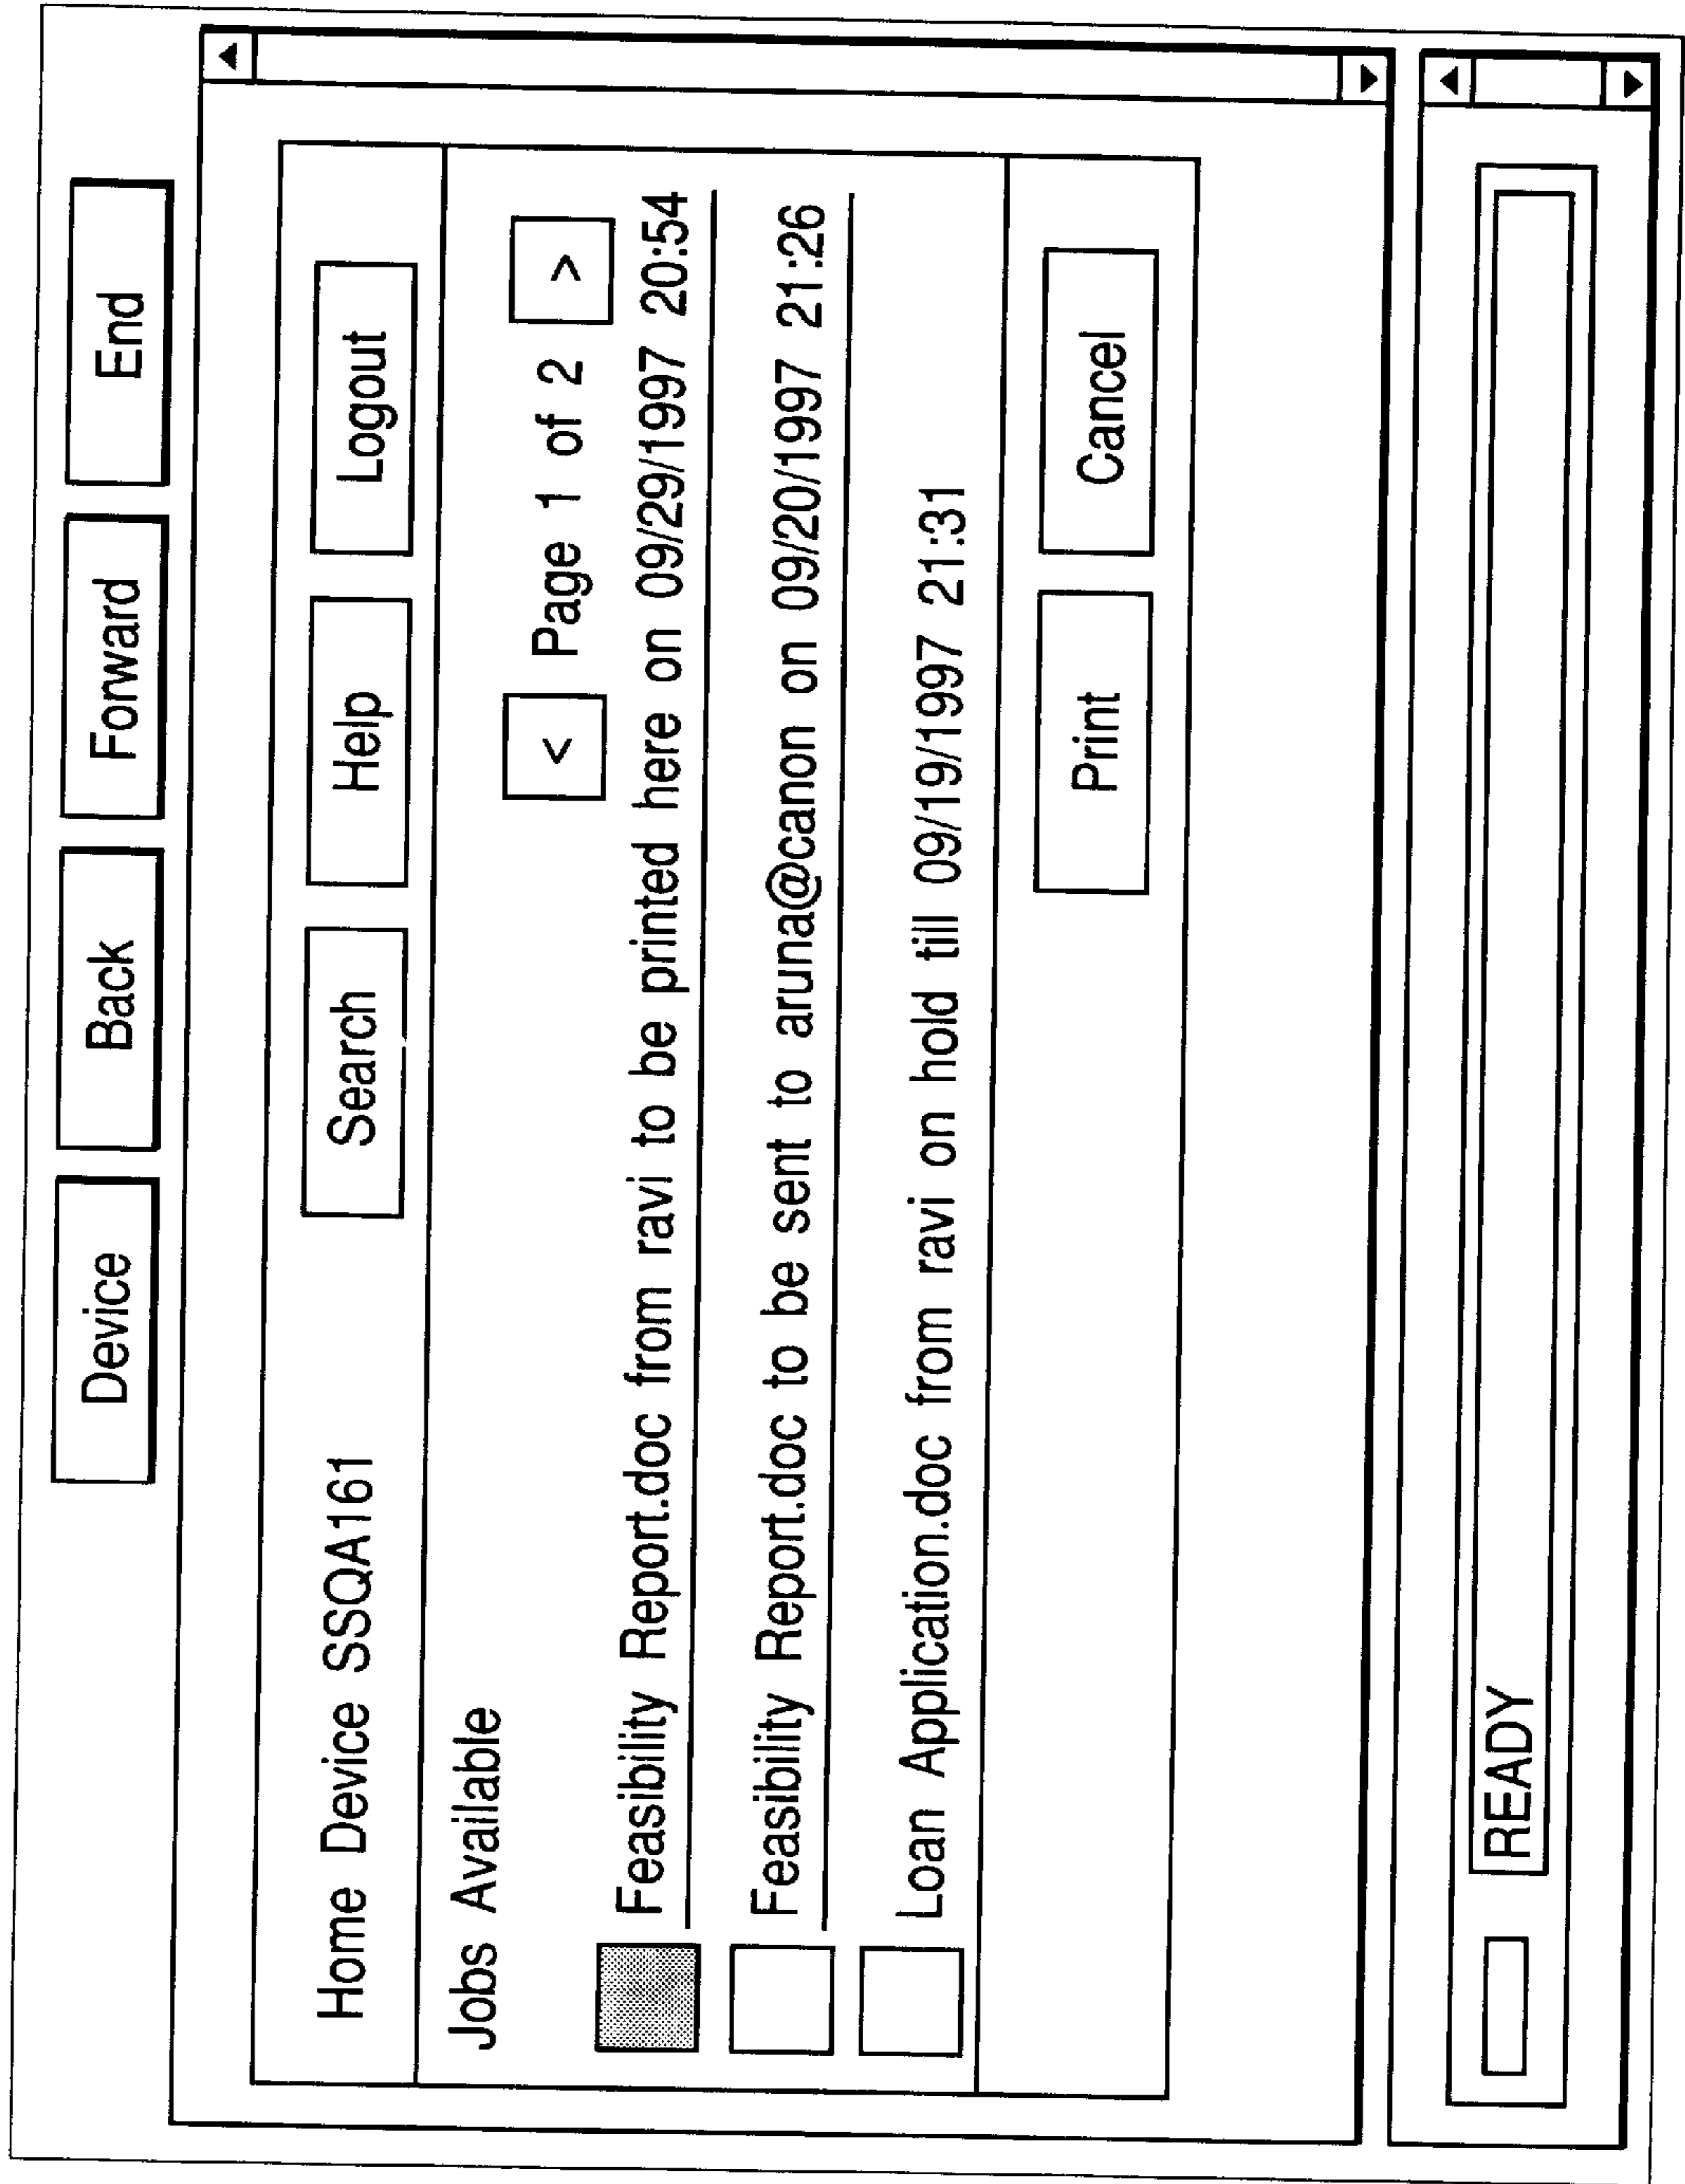 Device Back Forward End
Home Device SSQA161 Search Help Logout
Jobs Available
< Page 1 of 2 >
Feasibility Report.doc from ravi to be printed here on 09/29/1997 20:54
Feasibility Report.doc to be sent to aruna@canon on 09/20/1997 21:26
Loan Application.doc from ravi on hold till 09/19/1997 21:31
Print Cancel
READY